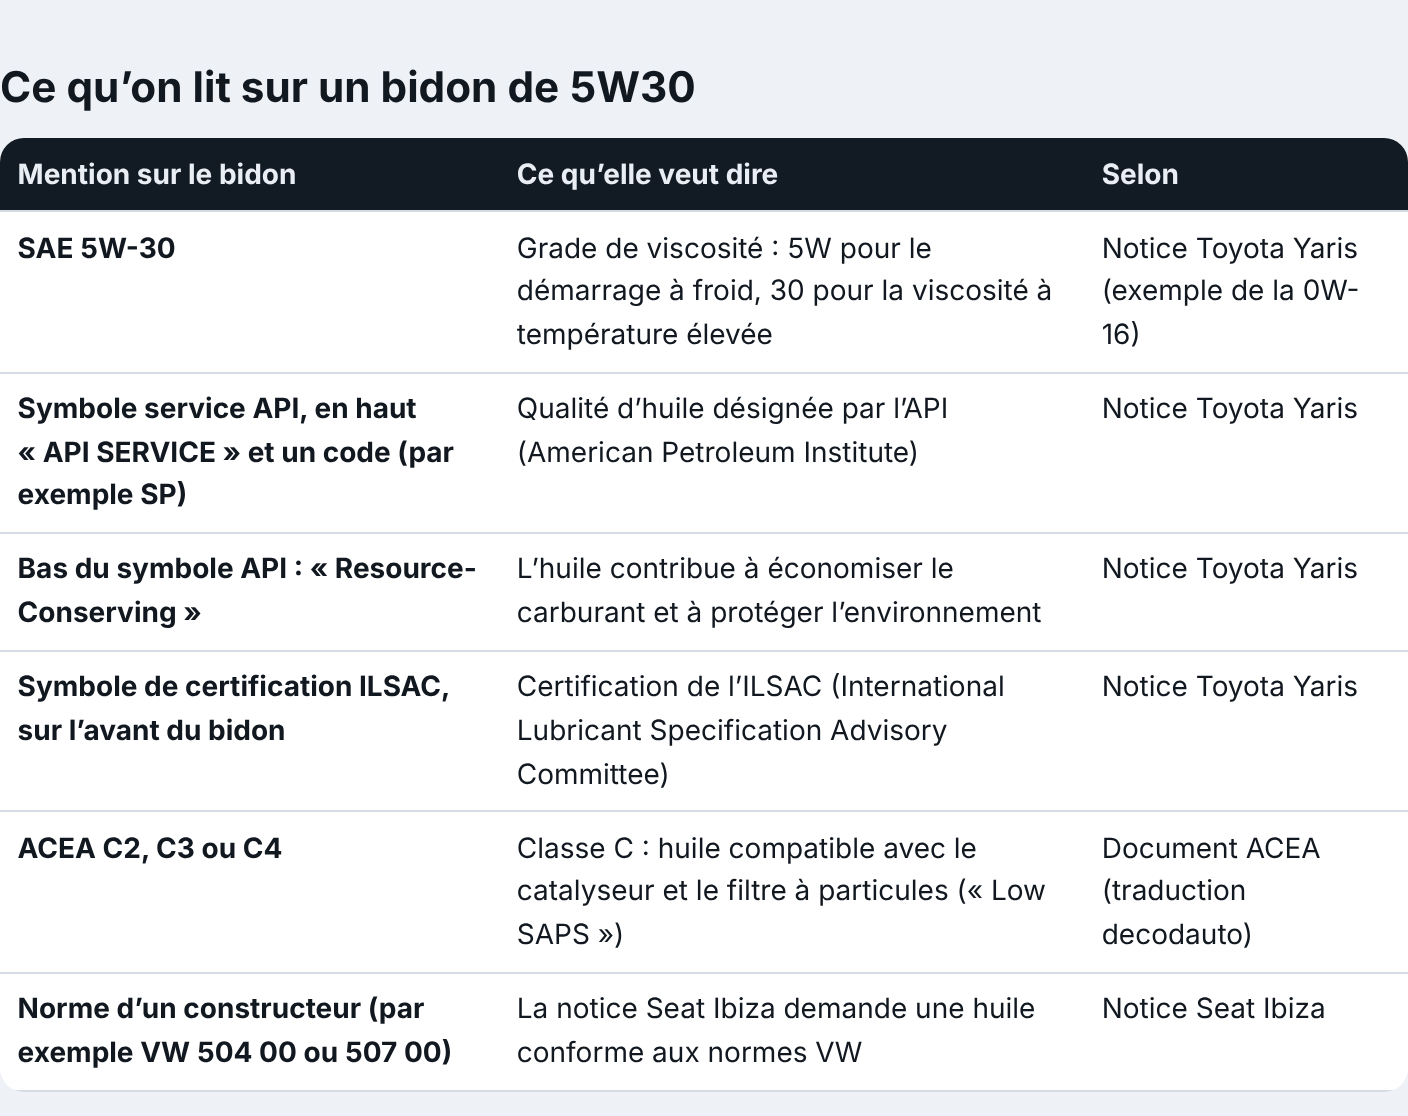 Ce qu’on lit sur un bidon de 5W30
Mention sur le bidon
Ce qu’elle veut dire
Selon
SAE 5W-30
Grade de viscosité : 5W pour le
démarrage à froid, 30 pour la viscosité à
température élevée
Notice Toyota Yaris
(exemple de la 0W-
16)
Symbole service API, en haut
« API SERVICE » et un code (par
exemple SP)
Qualité d’huile désignée par l’API
(American Petroleum Institute)
Notice Toyota Yaris
Bas du symbole API : « Resource-
Conserving »
L’huile contribue à économiser le
carburant et à protéger l’environnement
Notice Toyota Yaris
Symbole de certification ILSAC,
sur l’avant du bidon
Certification de l’ILSAC (International
Lubricant Specification Advisory
Committee)
Notice Toyota Yaris
ACEA C2, C3 ou C4
Classe C : huile compatible avec le
catalyseur et le filtre à particules (« Low
SAPS »)
Document ACEA
(traduction
decodauto)
Norme d’un constructeur (par
exemple VW 504 00 ou 507 00)
La notice Seat Ibiza demande une huile
conforme aux normes VW
Notice Seat Ibiza